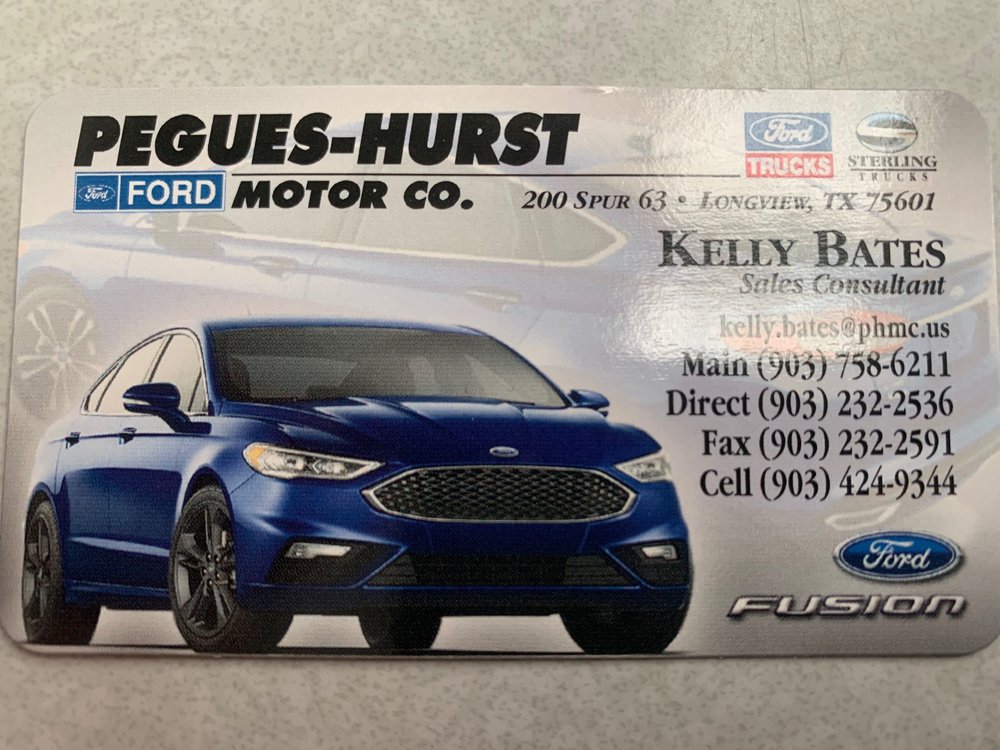 PEGUES-HURST
Ford FORD MOTOR CO.
Ford
TRUCKS
STERLING
TRUCKS
200 SPUR 63 • LONGVIEW, TX 75601
KELLY BATES
Sales Consultant
kelly.bates@phmc.us
Main (903) 758-6211
Direct (903) 232-2536
Fax (903) 232-2591
Cell (903) 424-9344
Ford
FUSION